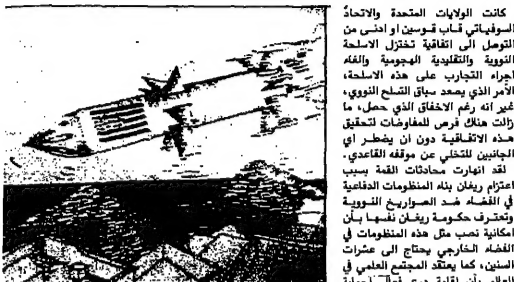 كانت الولايات المتحدة والاتحاد
السوفياتي قاب قوسين او ادنى من
التوصل الى اتفاقية تختزل الاسلحة
النووية والتقليدية الهجومية والغاء
اجراء التجارب على هذه الاسلحة،
الأمر الذي يصعد سباق التسلح النووي،
غير انه رغم الاخفاق الذي حصل، ما
زالت هناك فرص للمفاوضات لتحقيق
هذه الاتفاقية دون ان يضطر اي
الجانبين للتخلي عن موقفه القاعدي.
لقد انهارت محادثات القمة بسبب
اعتزام ريغان بناء المنظومات الدفاعية
في الفضاء ضد الصواريخ النووية
وتعترف حكومة ريغان نفسها بأن
امكانية نصب مثل هذه المنظومات في
الفضاء الخارجي يحتاج الى عشرات
السنين، كما يعتقد المجتمع العلمي في